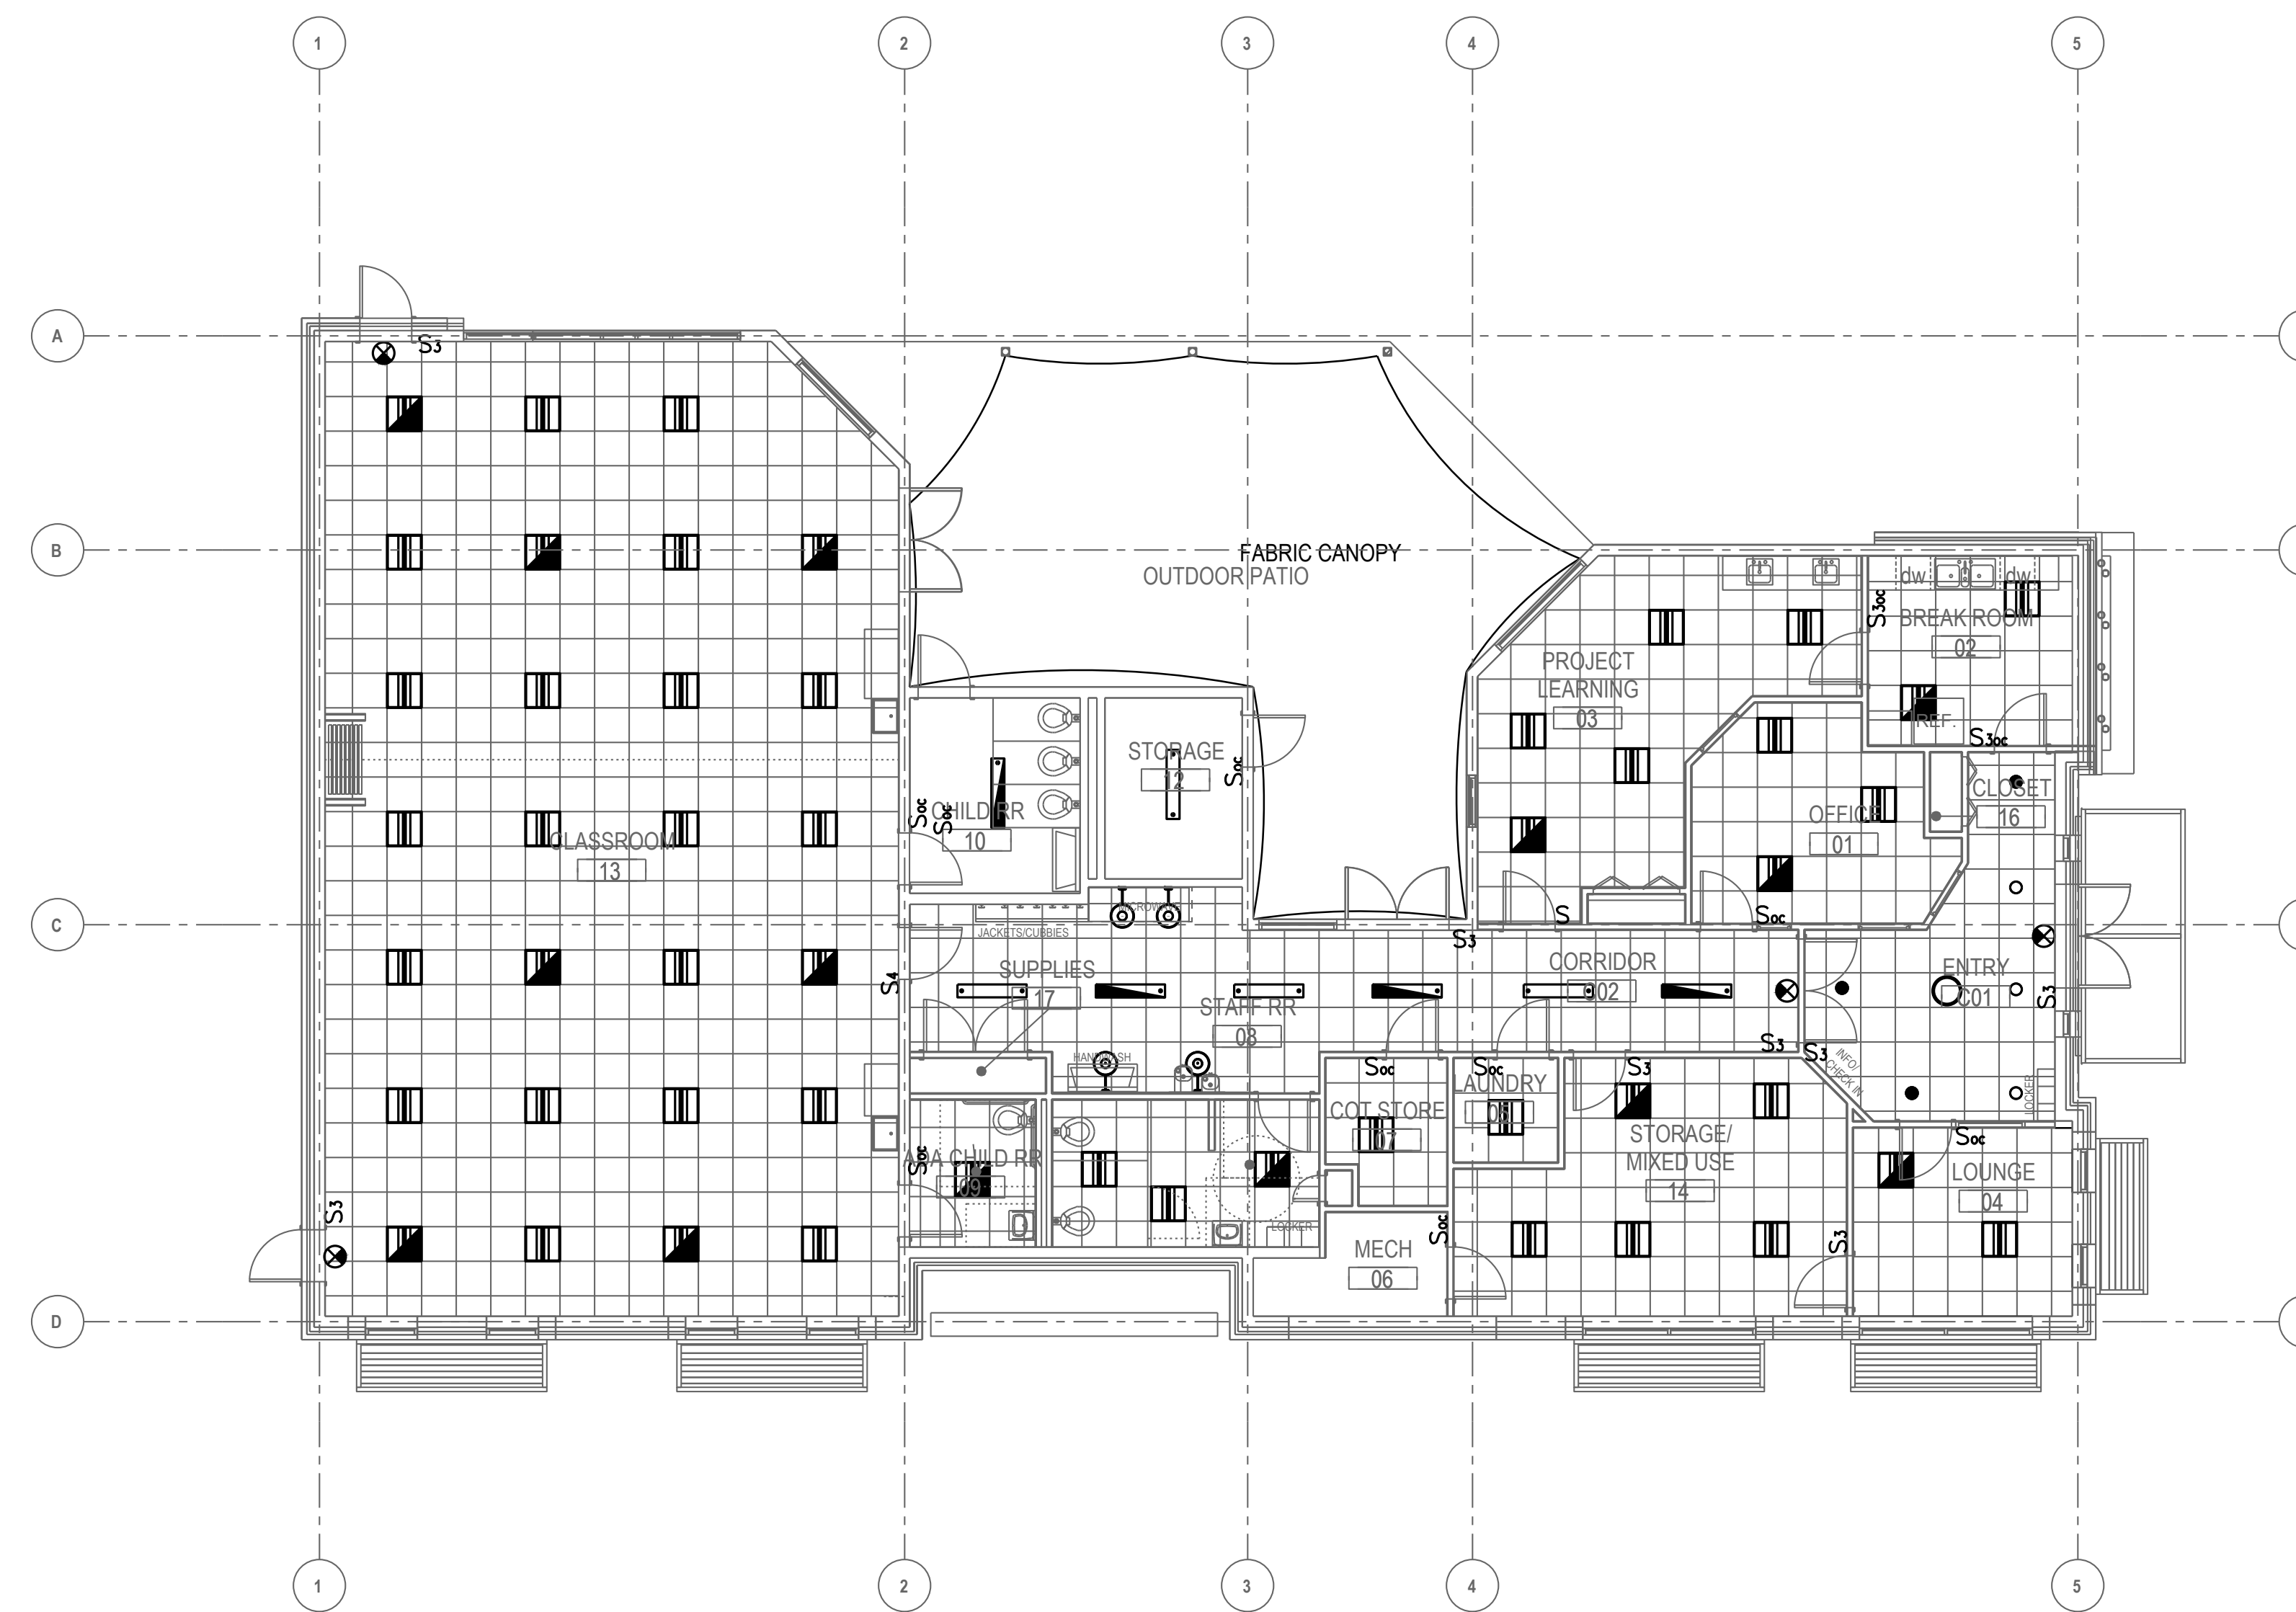 1
2
3
4
5
A
S3
B
FABRIC CANOPY
OUTDOOR PATIO
dw
dw
S3oc
BREAK ROOM
02
PROJECT
LEARNING
03
REF.
S3oc
STORAGE
12
Soc
CLOSET
16
Soc
Soc
CHILD RR
10
OFFICE
01
CLASSROOM
13
MICROWAVE
S
Soc
C
JACKETS/CUBBIES
S3
SUPPLIES
17
S4
CORRIDOR
C02
ENTRY
C01
S3
STAFF RR
08
S3
S3
HANDWASH
Soc
Soc
S3
INFO/
CHECK IN
LOCKER
LAUNDRY
05
COT STORE
07
STORAGE/
MIXED USE
14
Soc
LOUNGE
04
Soc
ADA CHILD RR
09
S3
LOCKER
Soc
S3
MECH
06
D
1
2
3
4
5